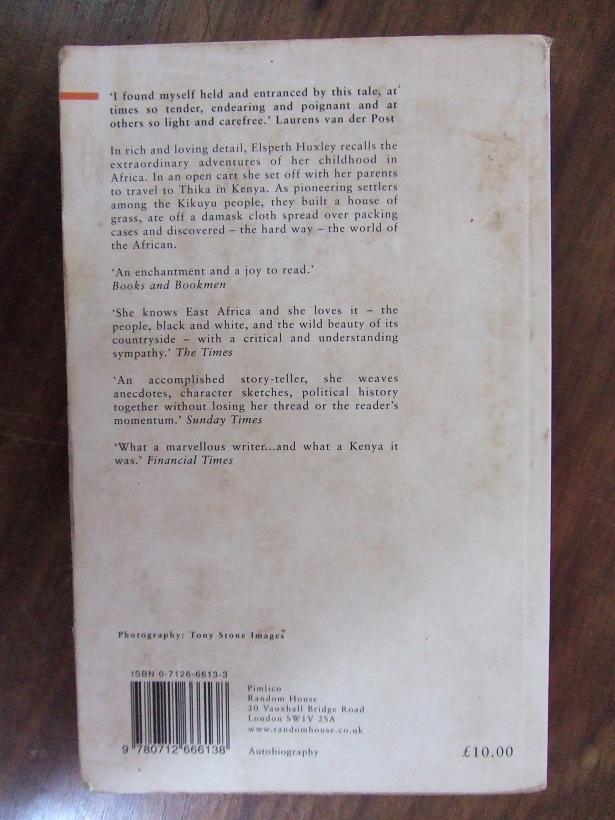 'I found myself held and entranced by this tale, at
times so tender, endearing and poignant and at
others so light and carefree.' Laurens van der Post
In rich and loving detail, Elspeth Huxley recalls the
extraordinary adventures of her childhood in
Africa. In an open cart she set off with her parents
to travel to Thika in Kenya. As pioneering settlers
among the Kikuyu people, they built a house of
grass, ate off a damask cloth spread over packing
cases and discovered – the hard way – the world of
the African.
'An enchantment and a joy to read.'
Books and Bookmen
'She knows East Africa and she loves it – the
people, black and white, and the wild beauty of its
countryside – with a critical and understanding
sympathy.' The Times
'An accomplished story-teller, she weaves
anecdotes, character sketches, political history
together without losing her thread or the reader's
momentum.' Sunday Times
'What a marvellous writer...and what a Kenya it
was.' Financial Times
Photography: Tony Stone Images
ISBN 0-7126-6613-3
9 780712 666138
Pimlico
Random House
20 Vauxhall Bridge Road
London SW1V 2SA
www.randomhouse.co.uk
Autobiography
£10.00